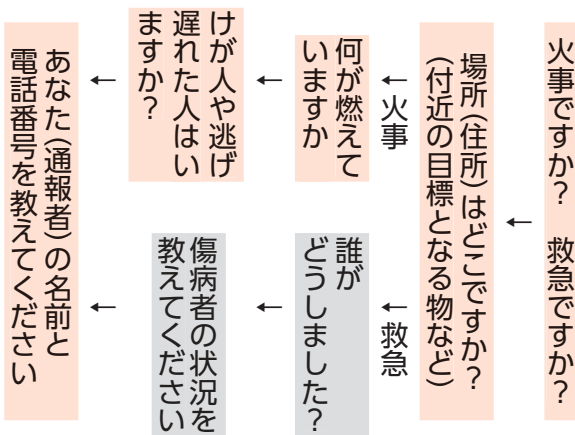 火事ですか？　救急ですか？
↓
場所（住所）はどこですか？
（付近の目標となる物など）
↓火事
何が燃えて
いますか
↓
けが人や逃げ
遅れた人はい
ますか？
↓
↓救急
誰が
どうしました？
↓
傷病者の状況を
教えてください
↓
あなた（通報者）の名前と
電話番号を教えてください